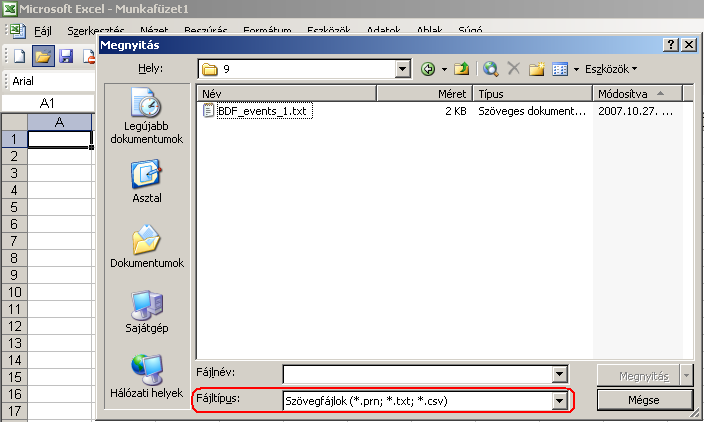 Microsoft Excel - Munkafüzet1
Fájl Szerkesztés Nézet Beszúrás Formátum Eszközök Adatok Ablak Súgó
Megnyitás
Arial
A1
A
1
2
3
4
5
6
7
8
9
10
11
12
13
14
15
16
17
Hely:
9
Eszközök
Legújabb
dokumentumok
Asztal
Dokumentumok
Sajátgép
Hálózati helyek
Név Méret Típus Módosítva
BDF_events_1.txt 2 KB Szöveges dokument... 2007.10.27. ...
Fájlnév:
Megnyitás
Fájltípus: Szövegfájlok (*.prn; *.txt; *.csv)
Mégse